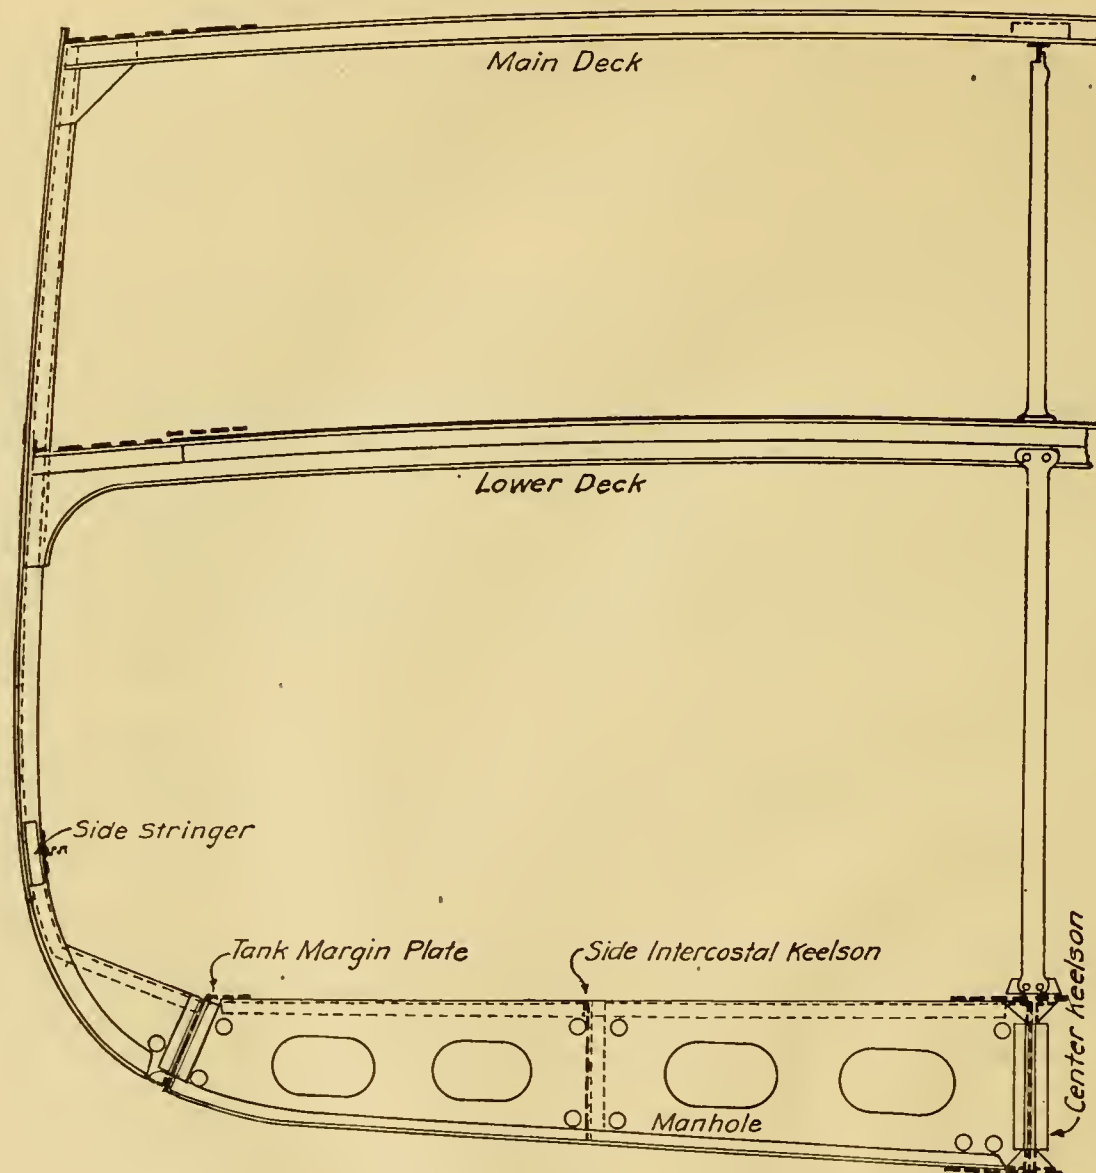 Main Deck
Lower Deck
Side Stringer
Tank Margin Plate
Side Intercostal Keelson
Center Keelson
Manhole